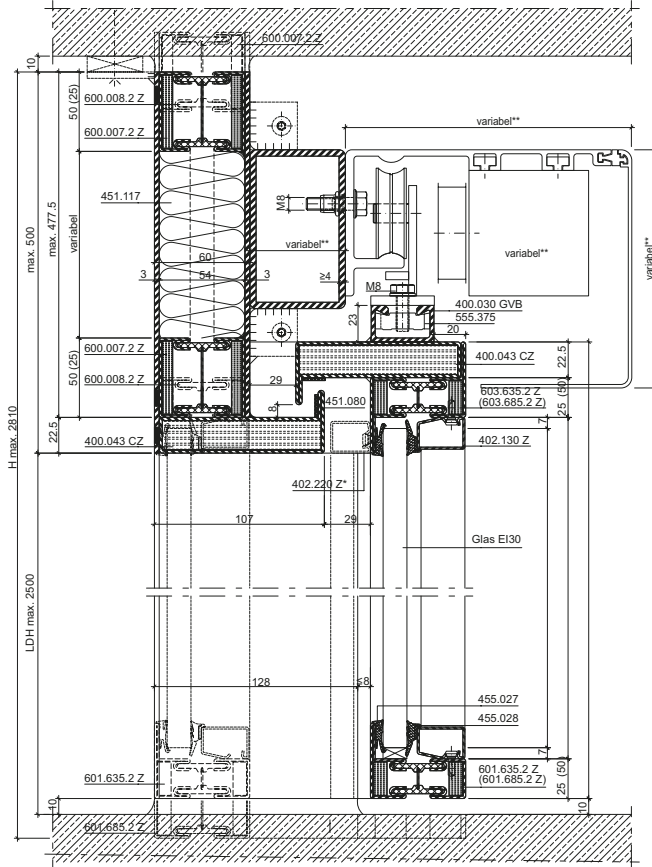 600.007.2 Z
10
600.008.2 Z
50 (25)
variabel**
600.007.2 Z
451.117
M8
variabel**
variabel**
variabel**
max. 500
max. 477.5
variabel
60
3
54
3
≥4
M8
400.030 GVB
555.375
23
20
600.007.2 Z
400.043 CZ
22.5
50 (25)
600.008.2 Z
29
603.635.2 Z
(603.685.2 Z)
25 (50)
451.080
8
7
22.5
400.043 CZ
402.130 Z
H max. 2810
402.220 Z*
107
29
Glas EI30
LDH max. 2500
128
≤8
455.027
455.028
7
601.635.2 Z
601.635.2 Z
(601.685.2 Z)
25 (50)
10
10
601.685.2 Z